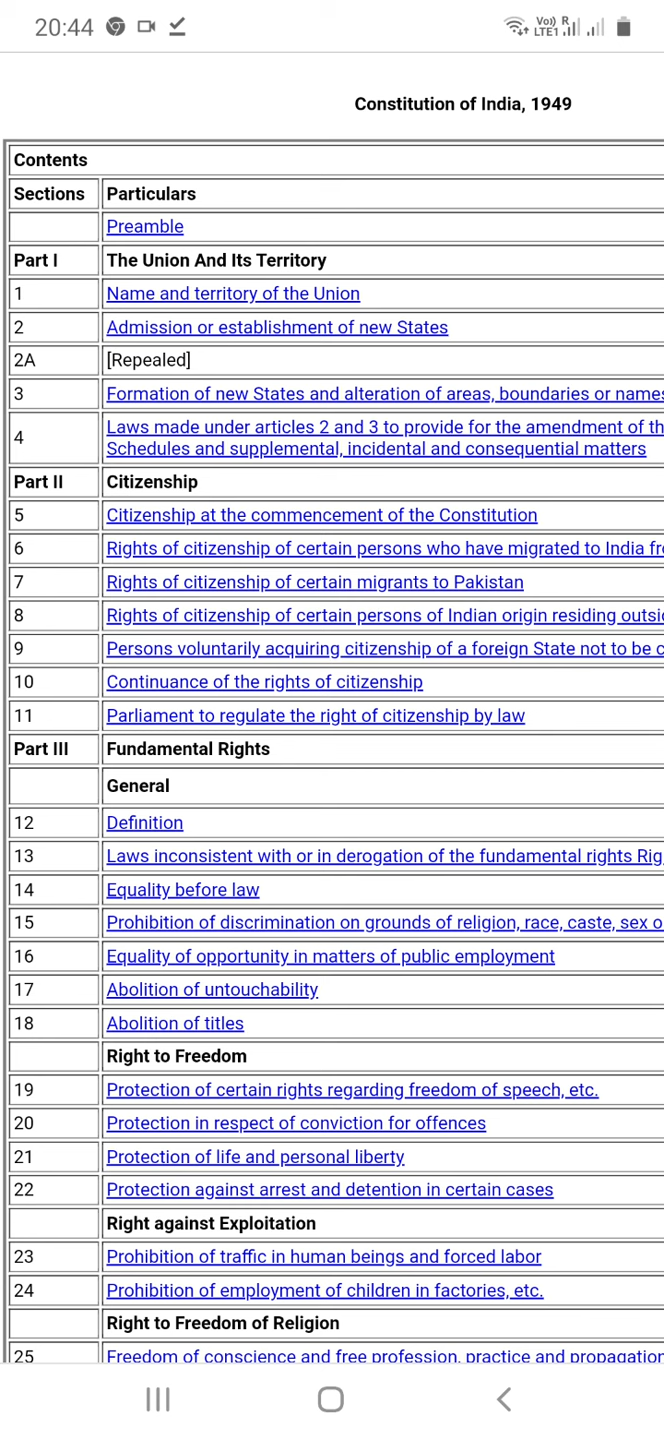 20:44
Vo) R
LTE1
Constitution of India, 1949
Contents
Sections Particulars
Preamble
Part I The Union And Its Territory
1 Name and territory of the Union
2 Admission or establishment of new States
2A [Repealed]
3 Formation of new States and alteration of areas, boundaries or names
4 Laws made under articles 2 and 3 to provide for the amendment of th
Schedules and supplemental, incidental and consequential matters
Part II Citizenship
5 Citizenship at the commencement of the Constitution
6 Rights of citizenship of certain persons who have migrated to India fr
7 Rights of citizenship of certain migrants to Pakistan
8 Rights of citizenship of certain persons of Indian origin residing outsi
9 Persons voluntarily acquiring citizenship of a foreign State not to be c
10 Continuance of the rights of citizenship
11 Parliament to regulate the right of citizenship by law
Part III Fundamental Rights
General
12 Definition
13 Laws inconsistent with or in derogation of the fundamental rights Rig
14 Equality before law
15 Prohibition of discrimination on grounds of religion, race, caste, sex o
16 Equality of opportunity in matters of public employment
17 Abolition of untouchability
18 Abolition of titles
Right to Freedom
19 Protection of certain rights regarding freedom of speech, etc.
20 Protection in respect of conviction for offences
21 Protection of life and personal liberty
22 Protection against arrest and detention in certain cases
Right against Exploitation
23 Prohibition of traffic in human beings and forced labor
24 Prohibition of employment of children in factories, etc.
Right to Freedom of Religion
25 Freedom of conscience and free profession, practice and propagation